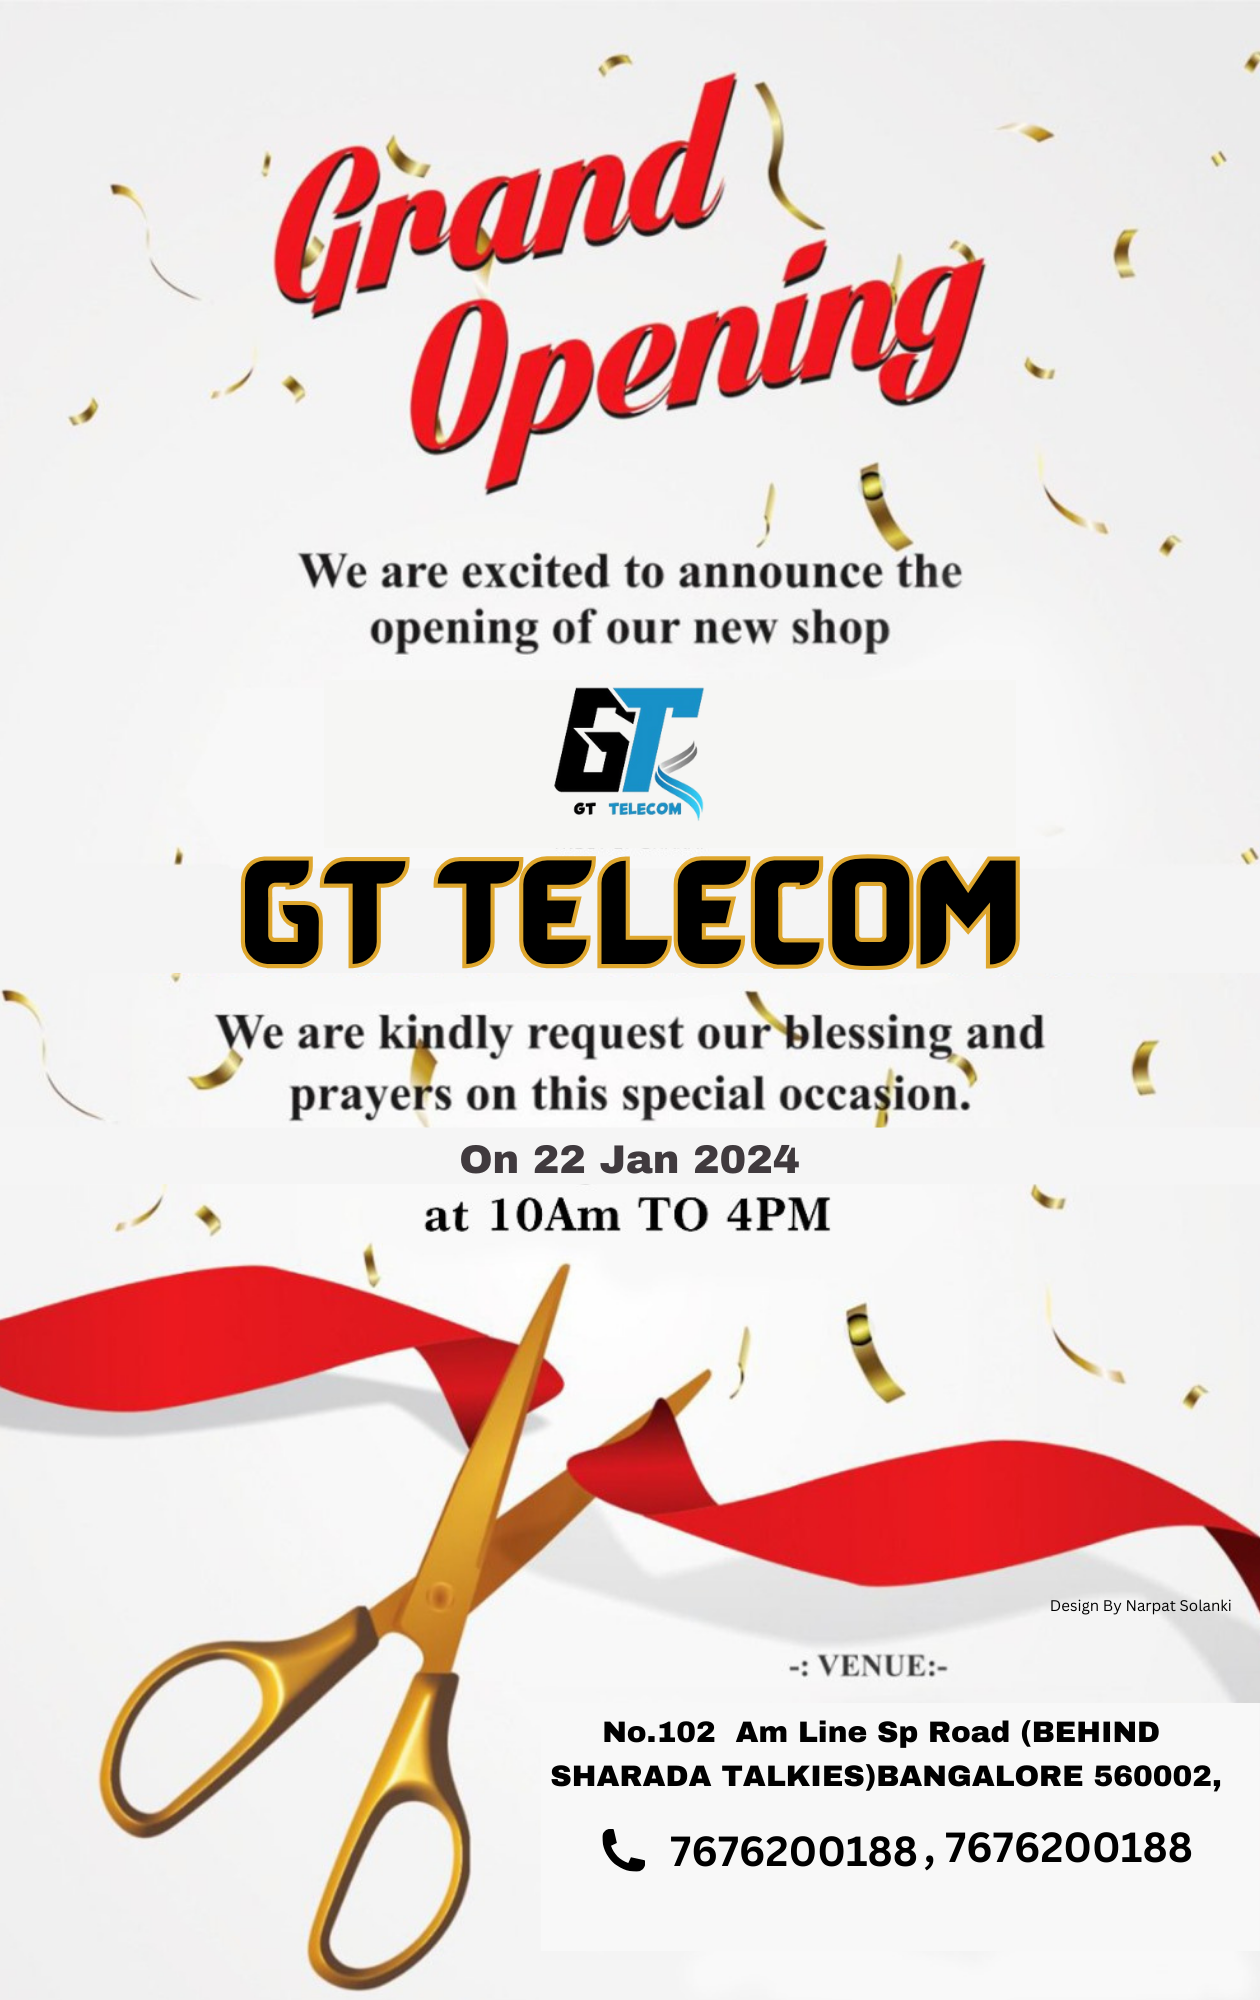 Grand
Opening
We are excited to announce the
opening of our new shop
GT
GT TELECOM
GT TELECOM
We are kindly request our blessing and
prayers on this special occasion.
On 22 Jan 2024
at 10Am TO 4PM
Design By Narpat Solanki
-: VENUE:-
No.102 Am Line Sp Road (BEHIND
SHARADA TALKIES)BANGALORE 560002,
7676200188 , 7676200188